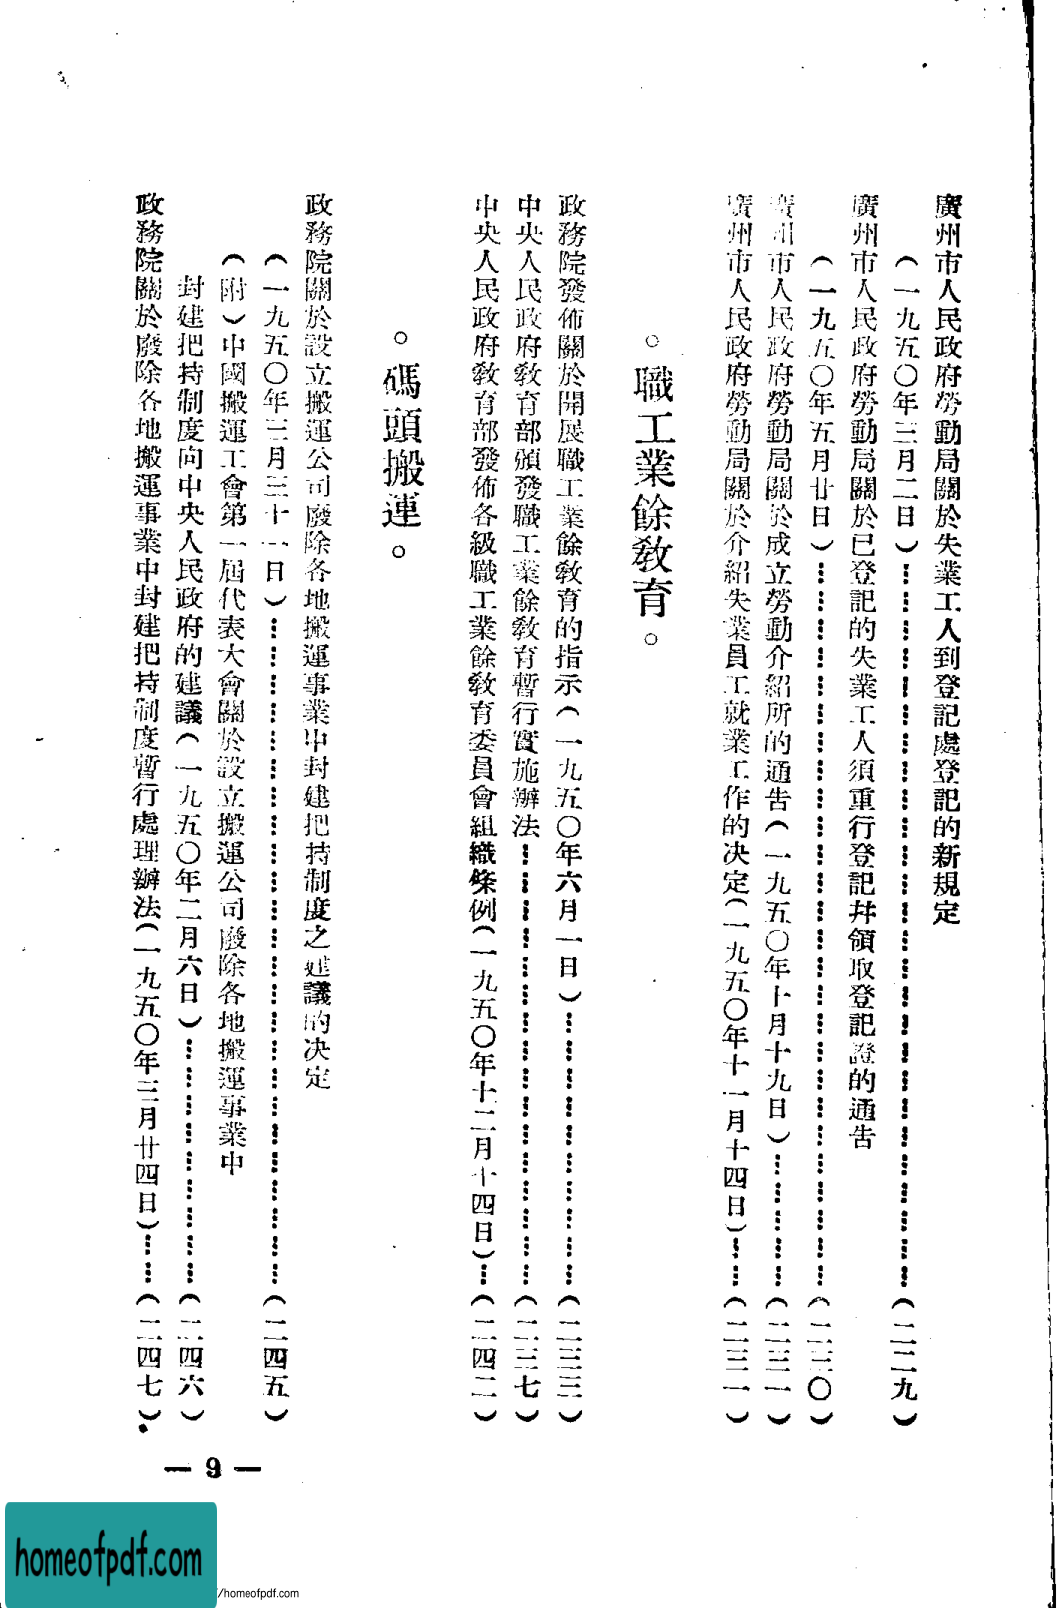 廣州市人民政府勞動局關於失業工人到登記處登記的新規定
（一九五〇年三月二日）……（二二九）
廣州市人民政府勞動局關於已登記的失業工人須重行登記幷領取登記證的通告
（一九五〇年五月廿日）……（二三〇）
廣州市人民政府勞動局關於成立勞動介紹所的通告（一九五〇年十月十九日）……（二三一）
廣州市人民政府勞動局關於介紹失業員工就業工作的决定（一九五〇年十一月十四日）……（二三一）
。職工業餘敎育。
政務院發佈關於開展職工業餘敎育的指示（一九五〇年六月一日）……（二三三）
中央人民政府敎育部頒發職工業餘敎育暫行實施辦法……（二三七）
中央人民政府敎育部發佈各級職工業餘敎育委員會組織條例（一九五〇年十二月十四日）…（二四二）
。碼頭搬運。
政務院關於設立搬運公司廢除各地搬運事業中封建把持制度之建議的决定
（一九五〇年三月三十一日）……（二四五）
（附）中國搬運工會第一屆代表大會關於設立搬運公司廢除各地搬運事業中
封建把持制度向中央人民政府的建議（一九五〇年二月六日）……（二四六）
政務院關於廢除各地搬運事業中封建把持制度暫行處理辦法（一九五〇年三月廿四日）……（二四七）
— 9 —
homeofpdf.com
/homeofpdf.com